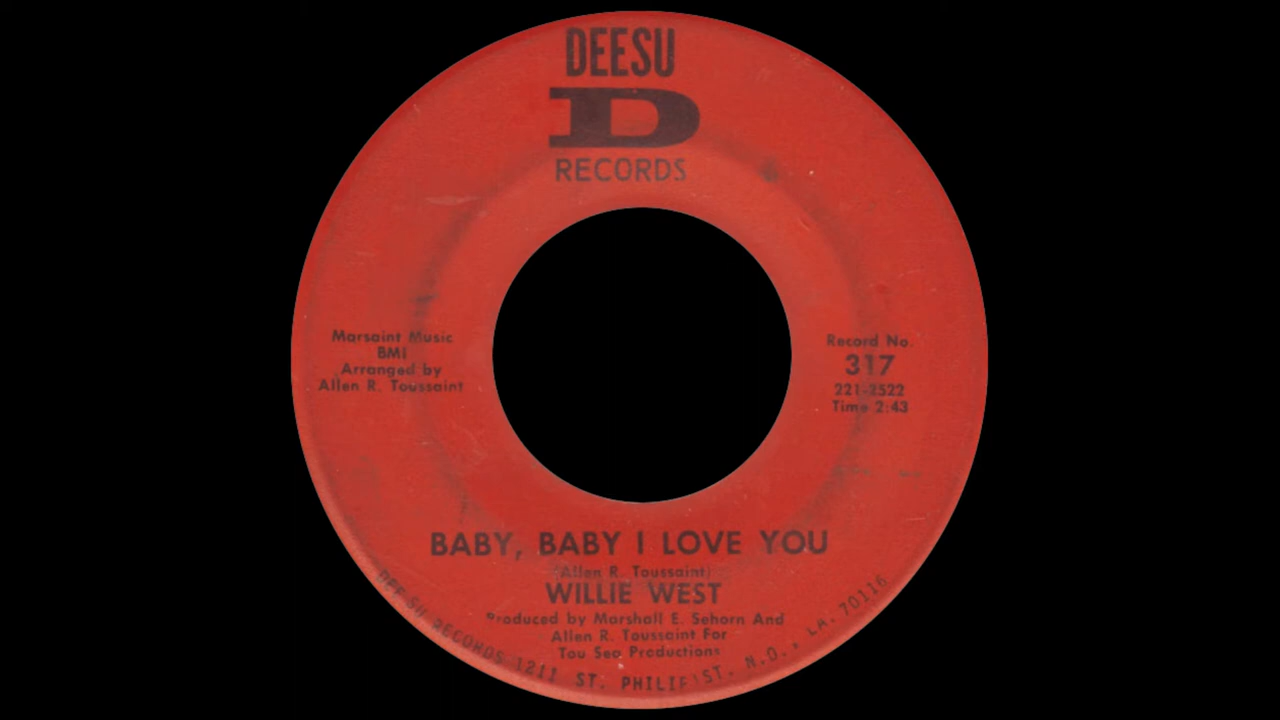 DEESU
D
RECORDS
Marsaint Music
BMI
Arranged by
Allen R. Toussaint
Record No.
317
221-2522
Time 2:43
BABY, BABY I LOVE YOU
(Allen R. Toussaint)
WILLIE WEST
Produced by Marshall E. Sehorn And
Allen R. Toussaint For
Tou Sea Productions
DEE SU RECORDS 1211 ST. PHILIP ST. N.O., LA. 70116